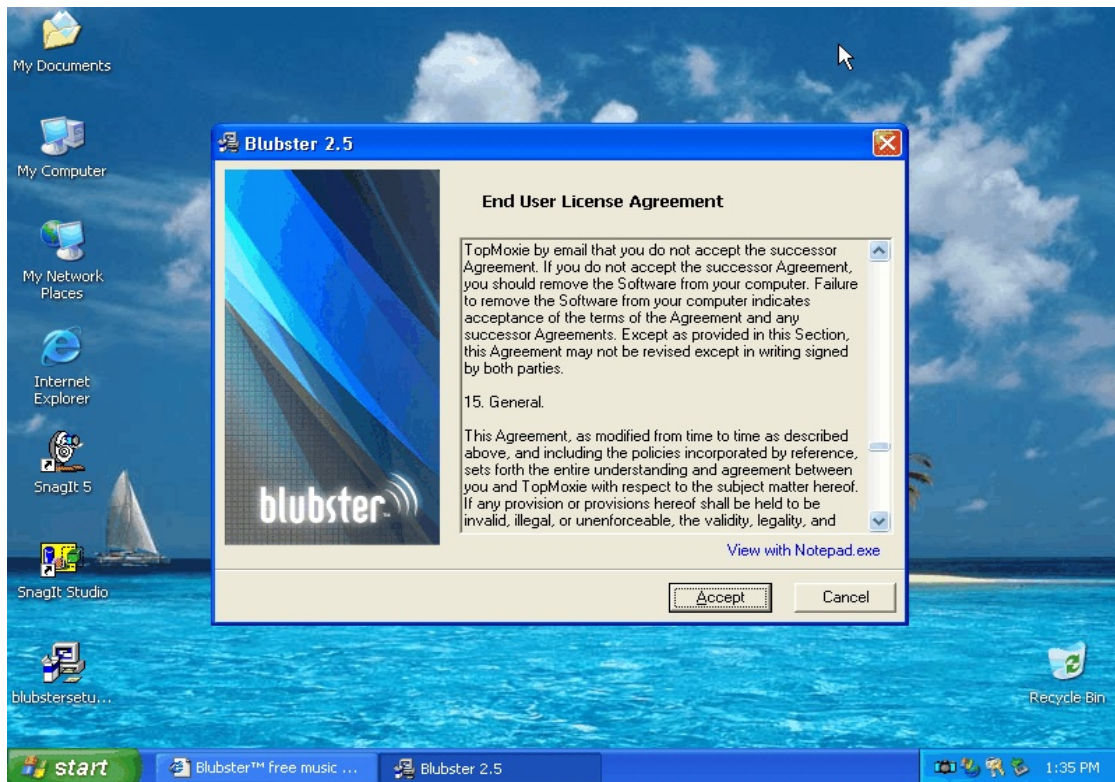 My Documents
My Computer
My Network
Places
Internet
Explorer
SnagIt 5
SnagIt Studio
blubstersetu...
Blubster 2.5
blubster
End User License Agreement
TopMoxie by email that you do not accept the successor
Agreement. If you do not accept the successor Agreement,
you should remove the Software from your computer. Failure
to remove the Software from your computer indicates
acceptance of the terms of the Agreement and any
successor Agreements. Except as provided in this Section,
this Agreement may not be revised except in writing signed
by both parties.
15. General.
This Agreement, as modified from time to time as described
above, and including the policies incorporated by reference,
sets forth the entire understanding and agreement between
you and TopMoxie with respect to the subject matter hereof.
If any provision or provisions hereof shall be held to be
invalid, illegal, or unenforceable, the validity, legality, and
View with Notepad.exe
Accept
Cancel
Recycle Bin
start
Blubster™ free music ...
Blubster 2.5
1:35 PM